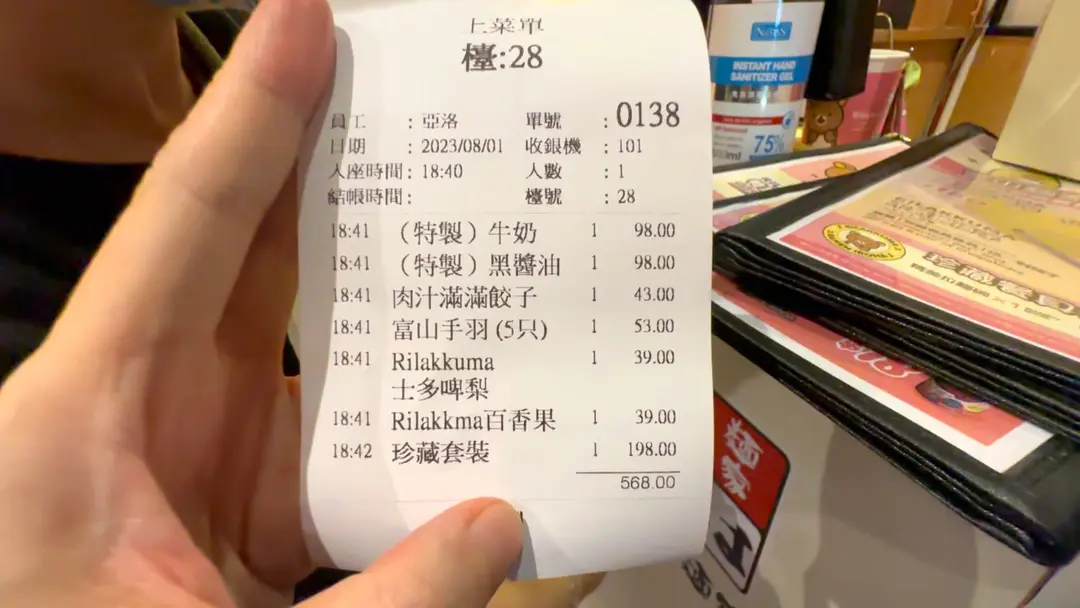 上菜單
檯:28
員工 : 亞洛 單號 : 0138
日期 : 2023/08/01 收銀機 : 101
入座時間 : 18:40 人數 : 1
結帳時間 : 檯號 : 28
18:41 （特製）牛奶 1 98.00
18:41 （特製）黑醬油 1 98.00
18:41 肉汁滿滿餃子 1 43.00
18:41 富山手羽 (5只) 1 53.00
18:41 Rilakkuma 1 39.00
士多啤梨
18:41 Rilakkma百香果 1 39.00
18:42 珍藏套裝 1 198.00
568.00
INSTANT HAND
SANITIZER GEL
75%
麵家